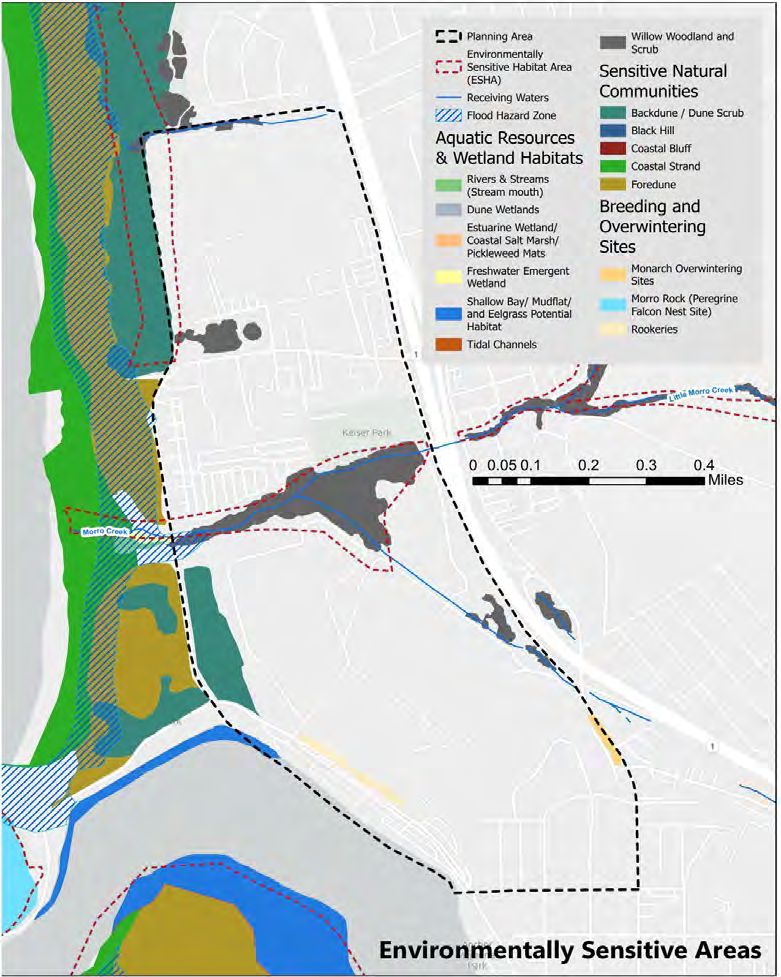 Planning Area
Environmentally
Sensitive Habitat Area
(ESHA)
Receiving Waters
Flood Hazard Zone
Aquatic Resources
& Wetland Habitats
Rivers & Streams
(Stream mouth)
Dune Wetlands
Estuarine Wetland/
Coastal Salt Marsh/
Pickleweed Mats
Freshwater Emergent
Wetland
Shallow Bay/ Mudflat/
and Eelgrass Potential
Habitat
Tidal Channels
Willow Woodland and
Scrub
Sensitive Natural
Communities
Backdune / Dune Scrub
Black Hill
Coastal Bluff
Coastal Strand
Foredune
Breeding and
Overwintering
Sites
Monarch Overwintering
Sites
Morro Rock (Peregrine
Falcon Nest Site)
Rookeries
1
Little Morro Creek
Keiser Park
0 0.05 0.1 0.2 0.3 0.4
Miles
Morro Creek
1
Park
Environmentally Sensitive Areas